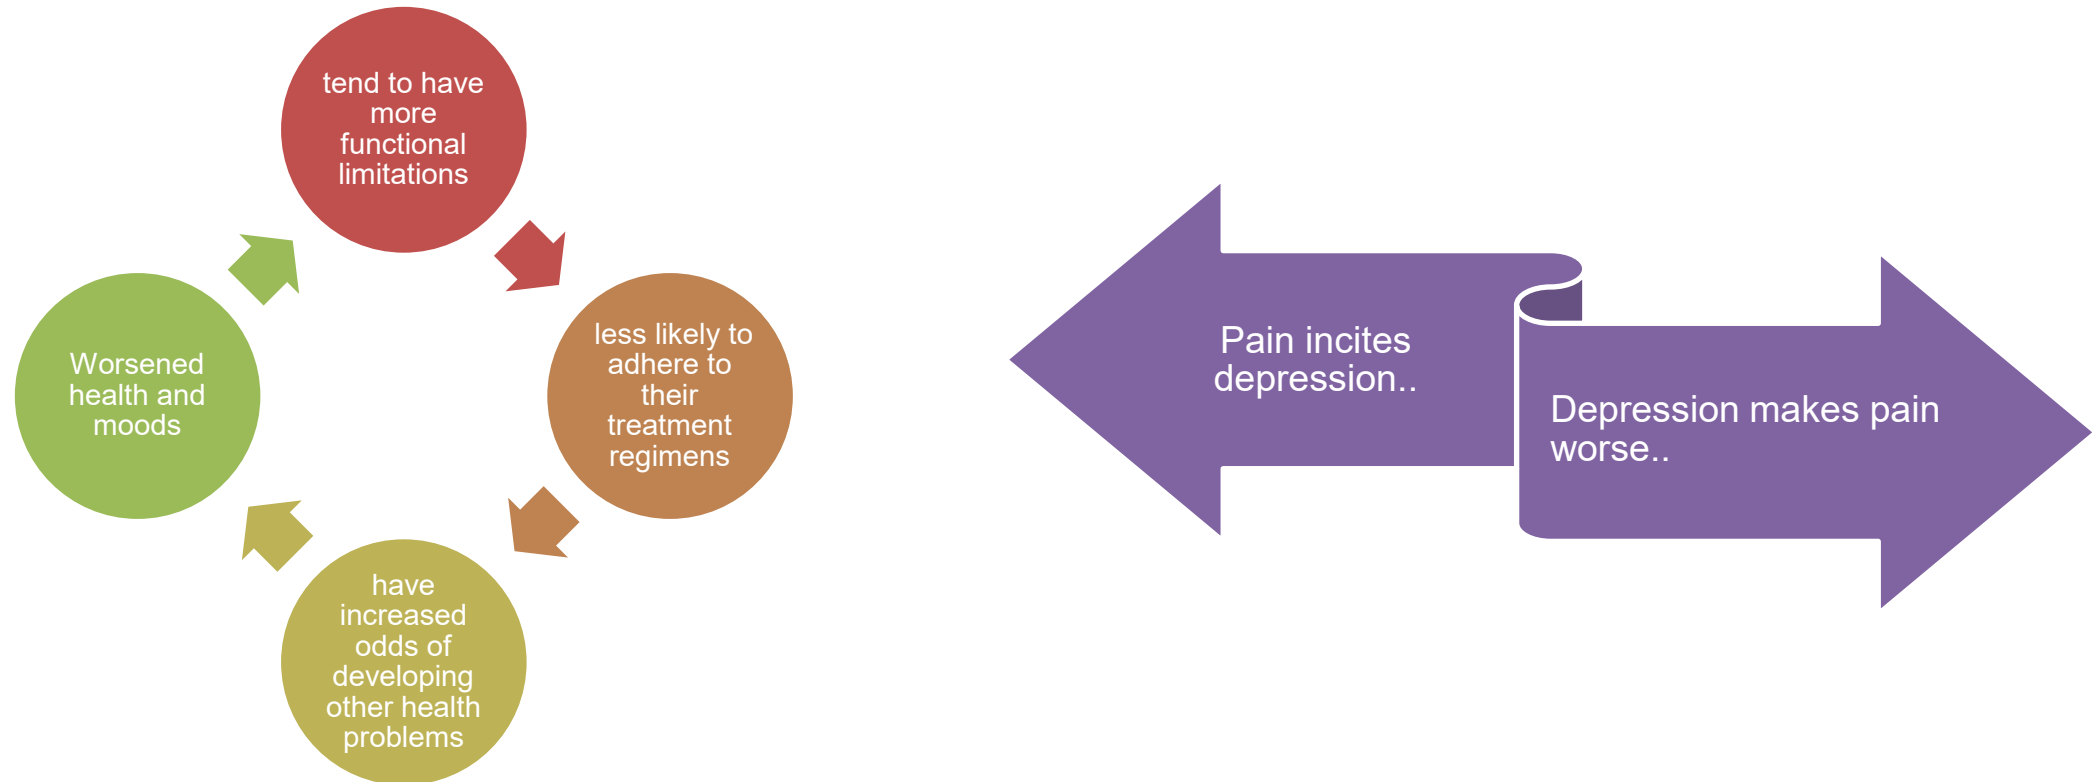 tend to have
more
functional
limitations
less likely to
adhere to
their
treatment
regimens
have
increased
odds of
developing
other health
problems
Worsened
health and
moods
Pain incites
depression..
Depression makes pain
worse..